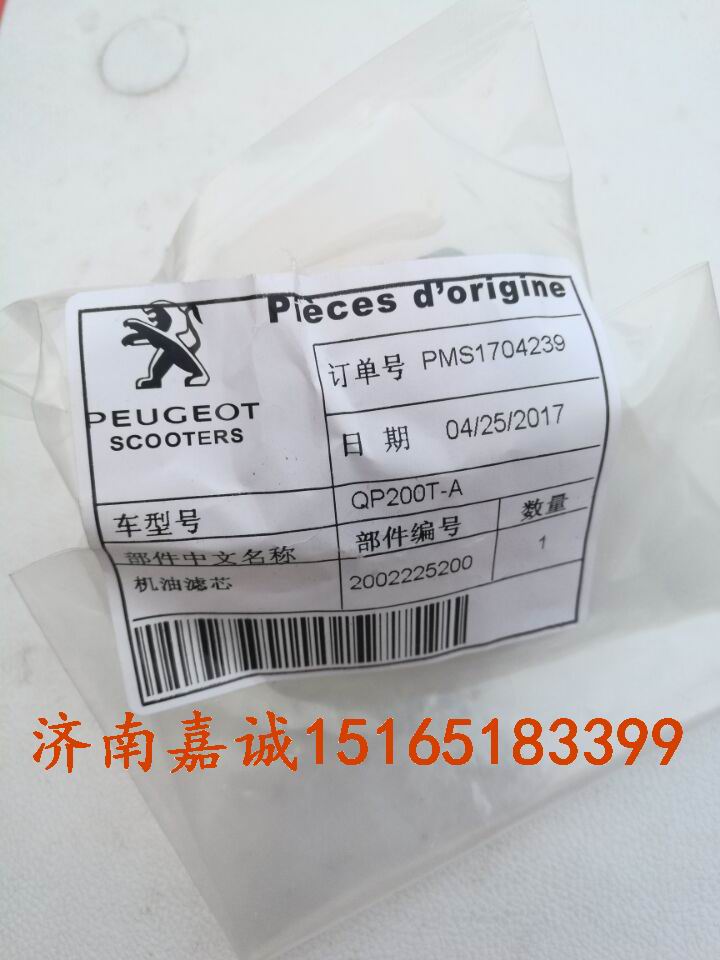 Pièces d'origine
PEUGEOT
SCOOTERS
订单号 PMS1704239
日 期 04/25/2017
车型号 QP200T-A
部件中文名称 部件编号 数量
机油滤芯 2002225200 1
济南嘉诚15165183399